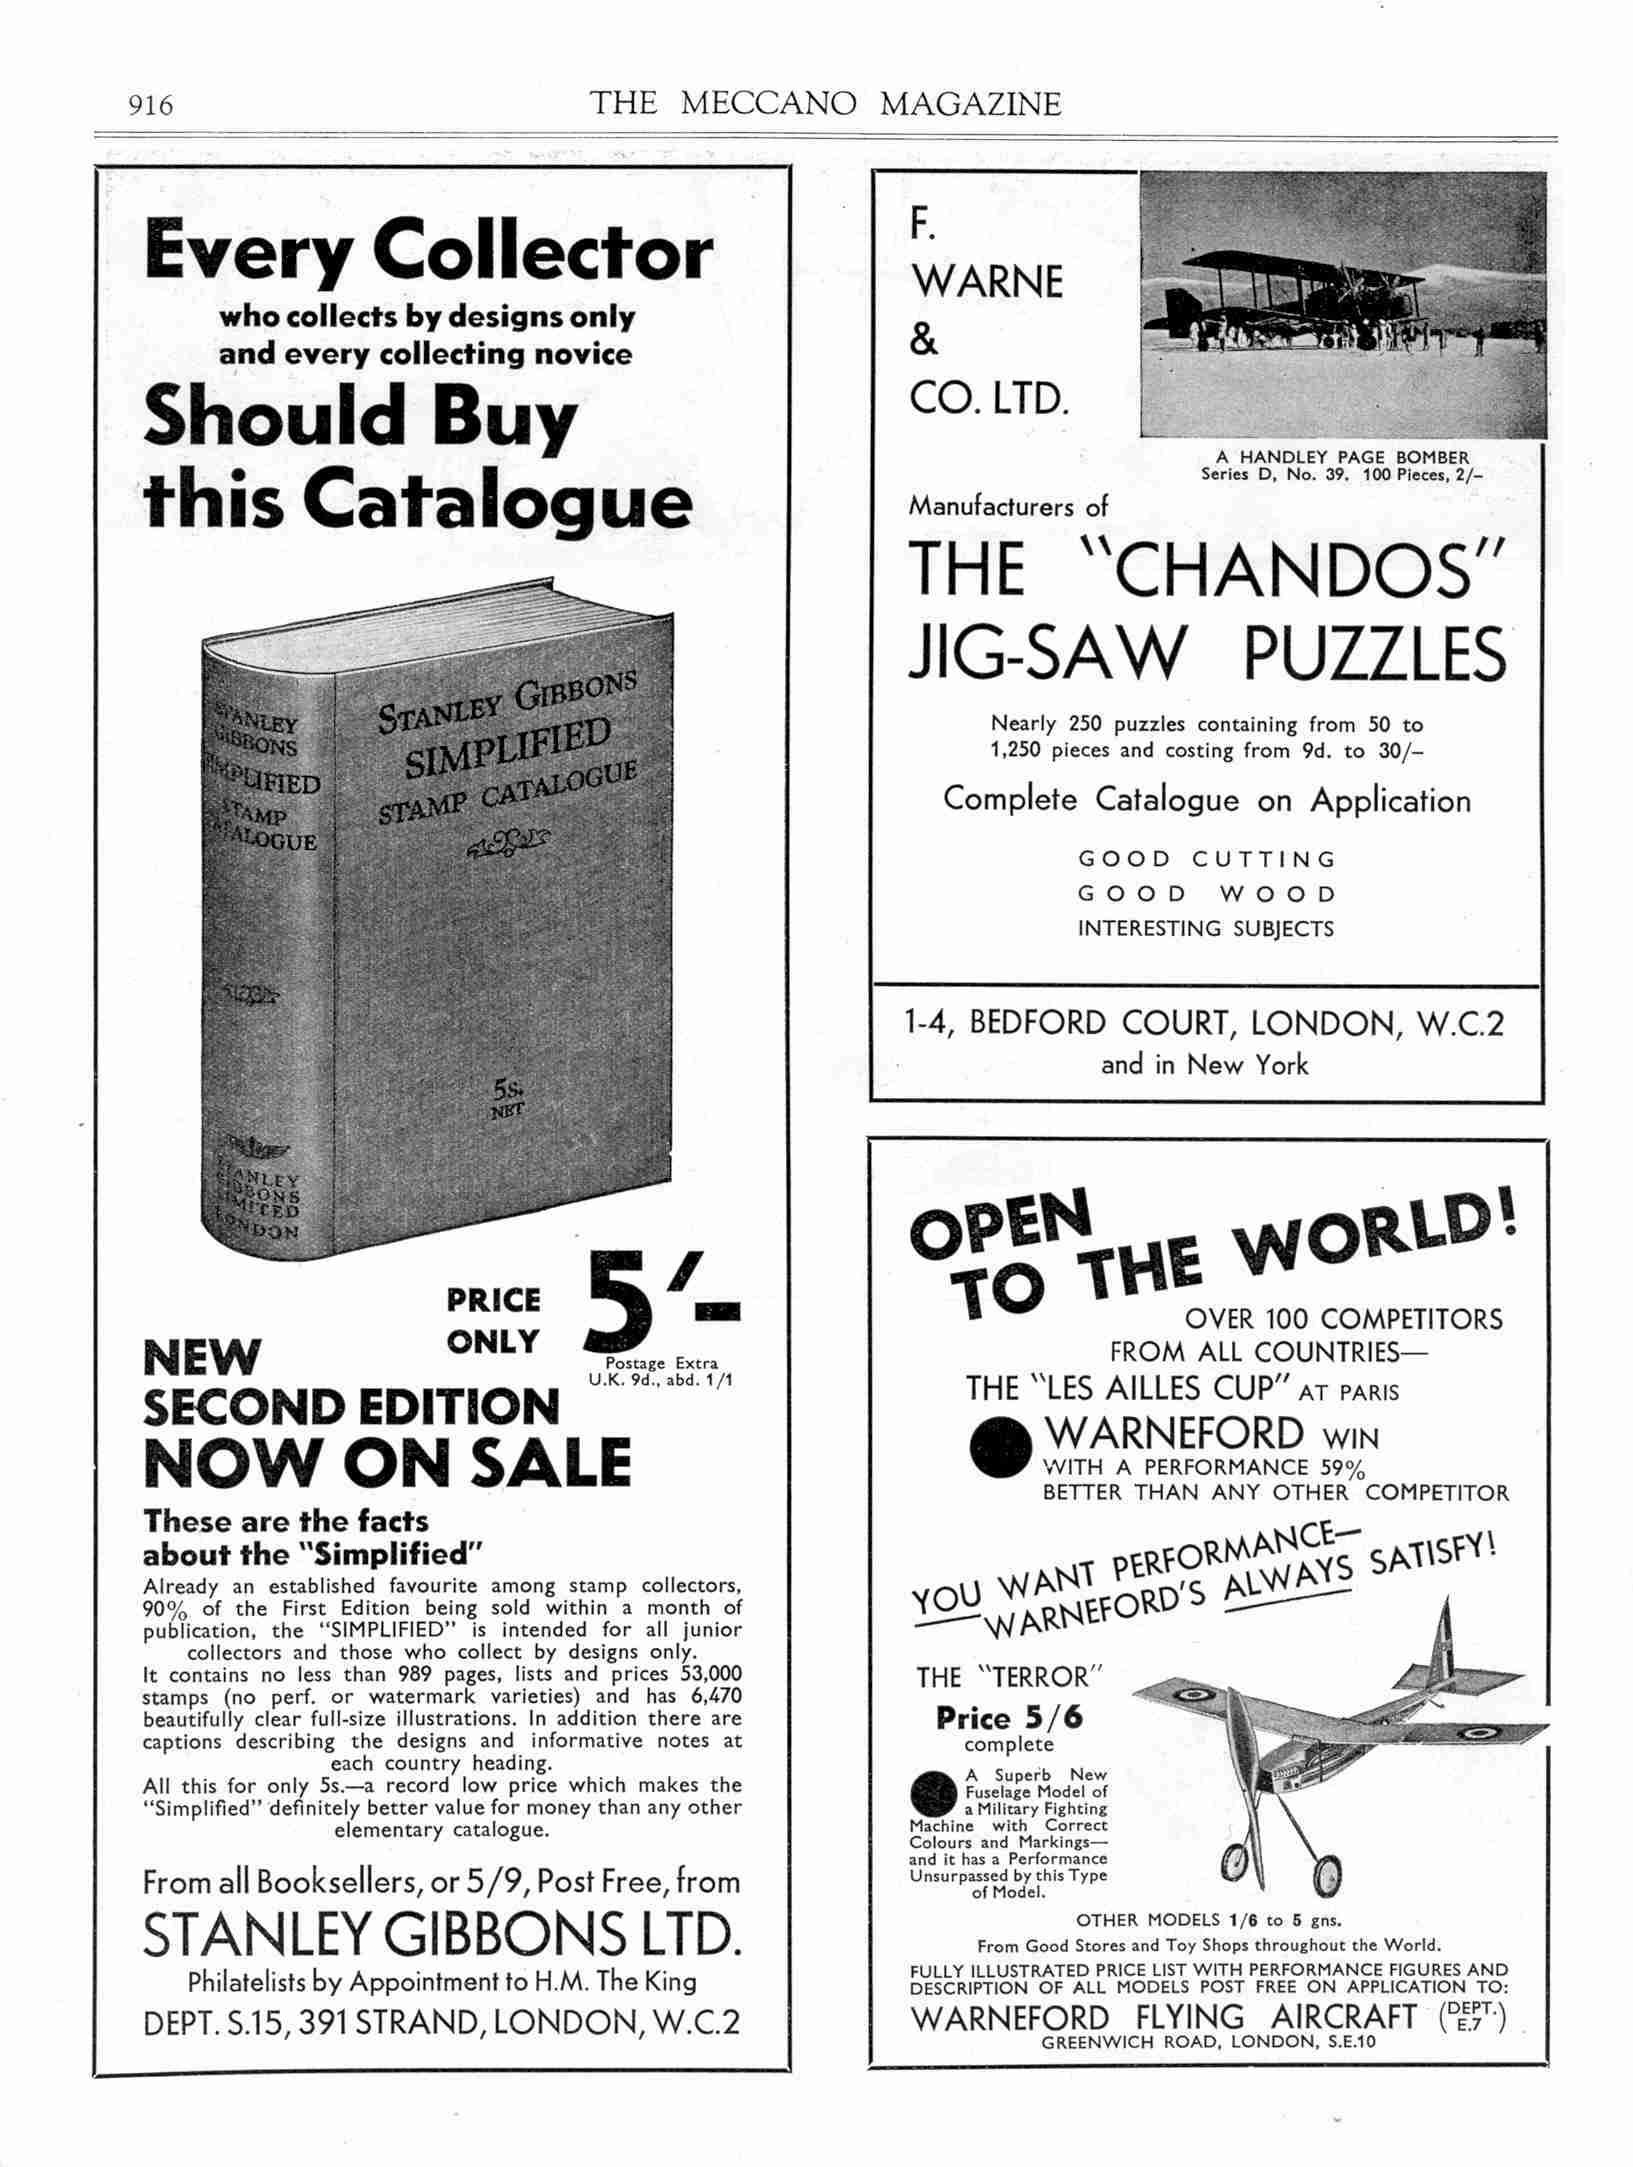 916
THE MECCANO MAGAZINE
Every Collector
who collects by designs only
and every collecting novice
Should Buy
this Catalogue
STANLEY
GIBBONS
SIMPLIFIED
STAMP
CATALOGUE
STANLEY GIBBONS
SIMPLIFIED
STAMP CATALOGUE
5s.
NET
STANLEY
GIBBONS
LIMITED
LONDON
PRICE
ONLY
5/-
Postage Extra
U.K. 9d., abd. 1/1
NEW
SECOND EDITION
NOW ON SALE
These are the facts
about the "Simplified"
Already an established favourite among stamp collectors,
90% of the First Edition being sold within a month of
publication, the "SIMPLIFIED" is intended for all junior
collectors and those who collect by designs only.
It contains no less than 989 pages, lists and prices 53,000
stamps (no perf. or watermark varieties) and has 6,470
beautifully clear full-size illustrations. In addition there are
captions describing the designs and informative notes at
each country heading.
All this for only 5s.—a record low price which makes the
"Simplified" definitely better value for money than any other
elementary catalogue.
From all Booksellers, or 5/9, Post Free, from
STANLEY GIBBONS LTD.
Philatelists by Appointment to H.M. The King
DEPT. S.15, 391 STRAND, LONDON, W.C.2
F.
WARNE
&
CO. LTD.
A HANDLEY PAGE BOMBER
Series D, No. 39. 100 Pieces, 2/–
Manufacturers of
THE "CHANDOS"
JIG-SAW PUZZLES
Nearly 250 puzzles containing from 50 to
1,250 pieces and costing from 9d. to 30/–
Complete Catalogue on Application
GOOD CUTTING
GOOD WOOD
INTERESTING SUBJECTS
1-4, BEDFORD COURT, LONDON, W.C.2
and in New York
OPEN
TO THE WORLD!
OVER 100 COMPETITORS
FROM ALL COUNTRIES—
THE "LES AILLES CUP" AT PARIS
WARNEFORD WIN
WITH A PERFORMANCE 59%
BETTER THAN ANY OTHER COMPETITOR
YOU WANT PERFORMANCE—
WARNEFORD'S ALWAYS SATISFY!
THE "TERROR"
Price 5/6
complete
A Superb New
Fuselage Model of
a Military Fighting
Machine with Correct
Colours and Markings—
and it has a Performance
Unsurpassed by this Type
of Model.
OTHER MODELS 1/6 to 5 gns.
From Good Stores and Toy Shops throughout the World.
FULLY ILLUSTRATED PRICE LIST WITH PERFORMANCE FIGURES AND
DESCRIPTION OF ALL MODELS POST FREE ON APPLICATION TO:
WARNEFORD FLYING AIRCRAFT (DEPT. E.7)
GREENWICH ROAD, LONDON, S.E.10